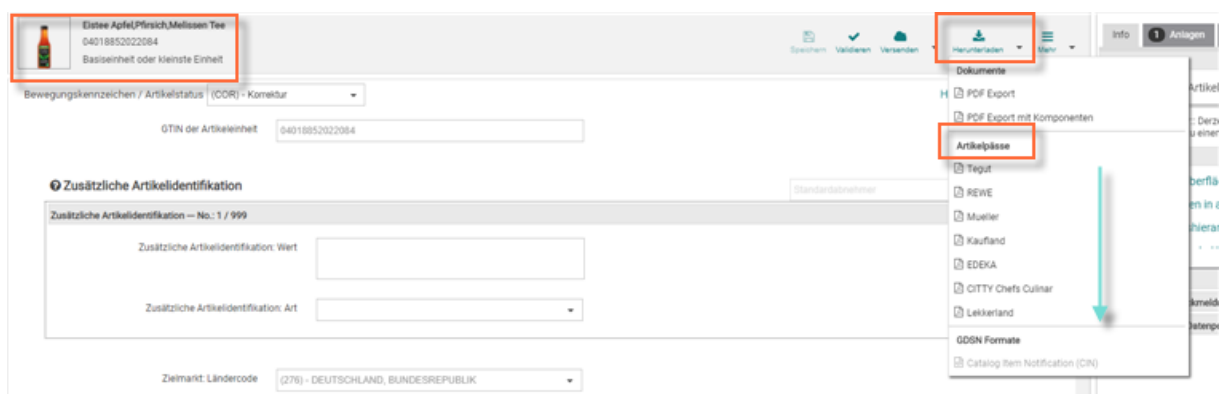 Eistee Apfel,Pfirsich,Melissen Tee
04018852022084
Basiseinheit oder kleinste Einheit
Speichern Validieren Versenden Herunterladen Mehr
Info 1 Anlagen
Bewegungskennzeichen / Artikelstatus (COR) - Korrektur
GTIN der Artikeleinheit 04018852022084
Zusätzliche Artikelidentifikation
Standardabnehmer
Zusätzliche Artikelidentifikation — No.: 1 / 999
Zusätzliche Artikelidentifikation: Wert
Zusätzliche Artikelidentifikation: Art
Zielmarkt: Ländercode (276) - DEUTSCHLAND, BUNDESREPUBLIK
Dokumente
PDF Export
PDF Export mit Komponenten
Artikelpässe
Tegut
REWE
Mueller
Kaufland
EDEKA
CITTY Chefs Culinar
Lekkerland
GDSN Formate
Catalog Item Notification (CIN)